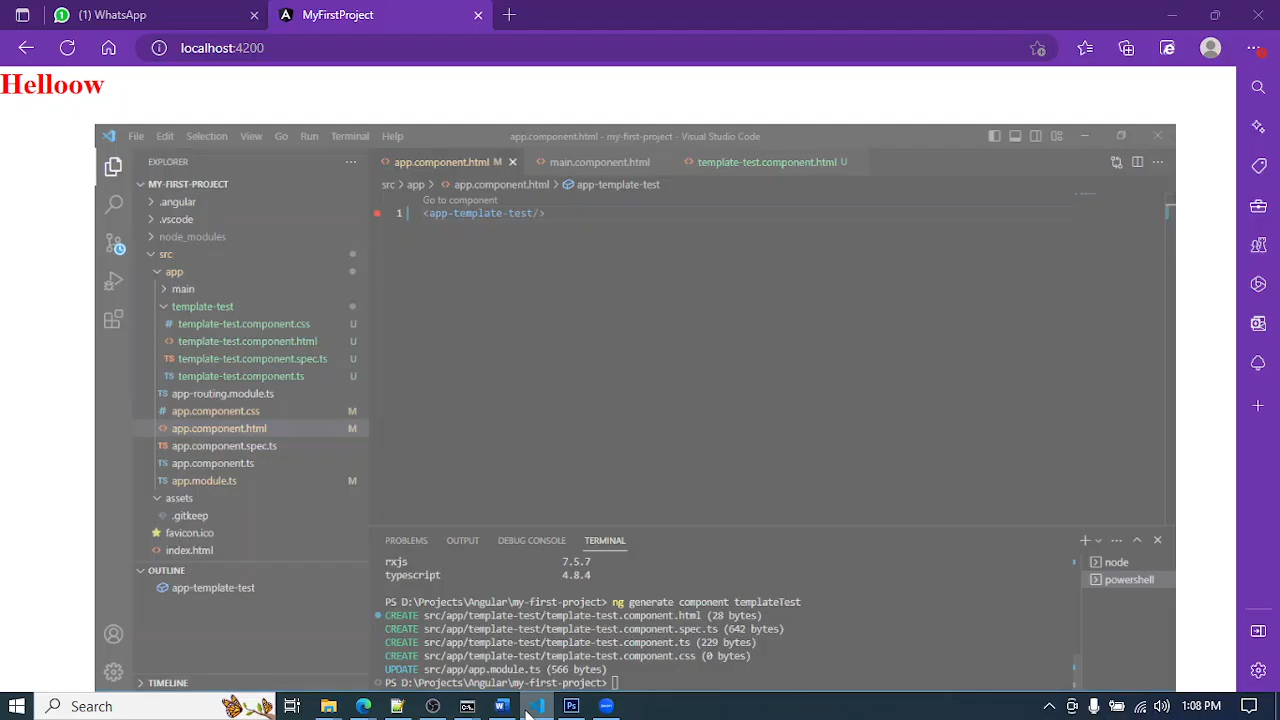 (1) WhatsApp
MyFirstProject
localhost:4200
Helloow
File Edit Selection View Go Run Terminal Help
app.component.html - my-first-project - Visual Studio Code
EXPLORER
MY-FIRST-PROJECT
.angular
.vscode
node_modules
src
app
main
template-test
template-test.component.css U
template-test.component.html U
template-test.component.spec.ts U
template-test.component.ts U
app-routing.module.ts
app.component.css M
app.component.html M
app.component.spec.ts
app.component.ts
app.module.ts M
assets
.gitkeep
favicon.ico
index.html
OUTLINE
app-template-test
TIMELINE
app.component.html M
main.component.html
template-test.component.html U
src > app > app.component.html > app-template-test
Go to component
1 <app-template-test/>
PROBLEMS OUTPUT DEBUG CONSOLE TERMINAL
node
powershell
rxjs 7.5.7
typescript 4.8.4
PS D:\Projects\Angular\my-first-project> ng generate component templateTest
CREATE src/app/template-test/template-test.component.html (28 bytes)
CREATE src/app/template-test/template-test.component.spec.ts (642 bytes)
CREATE src/app/template-test/template-test.component.ts (229 bytes)
CREATE src/app/template-test/template-test.component.css (0 bytes)
UPDATE src/app/app.module.ts (566 bytes)
PS D:\Projects\Angular\my-first-project>
Search
1:08 PM